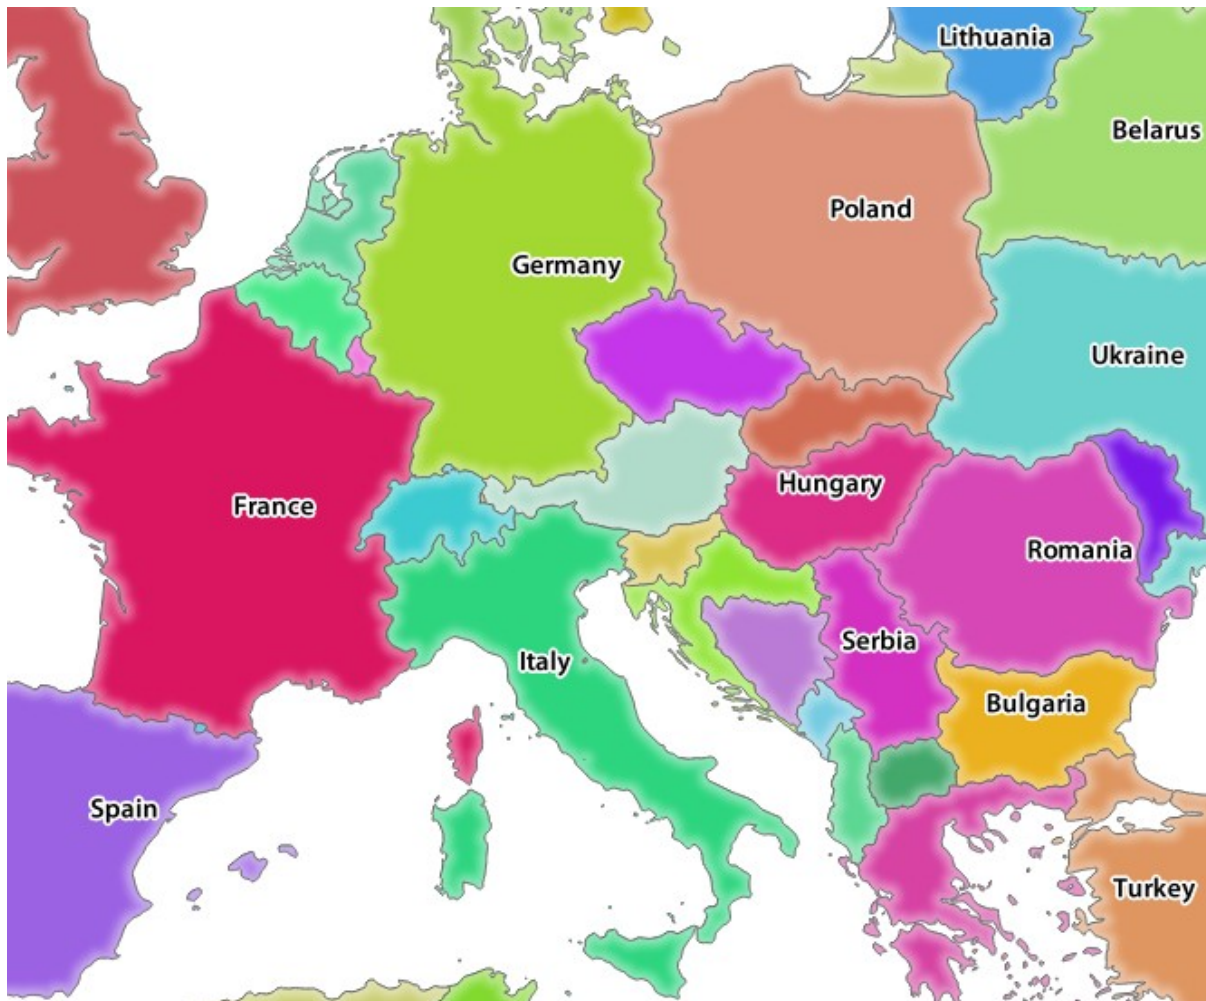 Lithuania
Belarus
Poland
Germany
Ukraine
Hungary
France
Romania
Serbia
Italy
Bulgaria
Spain
Turkey